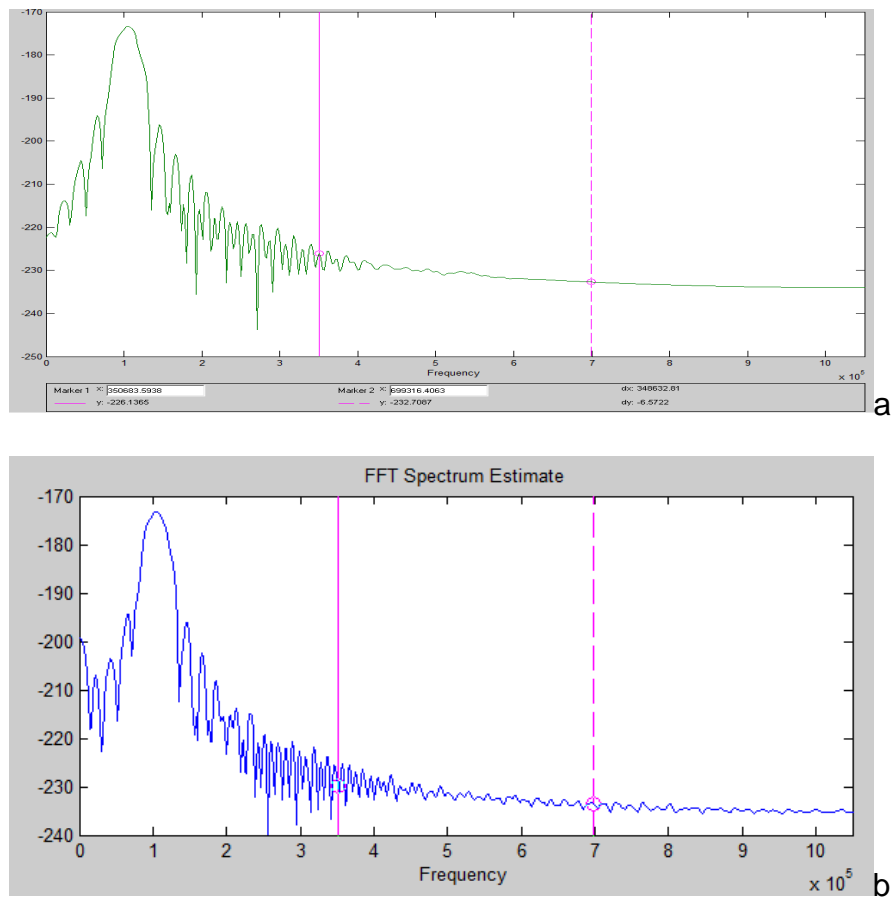 -170
-180
-190
-200
-210
-220
-230
-240
-250
0 1 2 3 4 5 6 7 8 9 10
Frequency
x 10^5
Marker 1 X: 350683.5938 Marker 2 X: 699316.4063 dx: 348632.81
y: -226.1365 y: -232.7087 dy: -6.5722
a
FFT Spectrum Estimate
-170
-180
-190
-200
-210
-220
-230
-240
0 1 2 3 4 5 6 7 8 9 10
Frequency
x 10^5
b